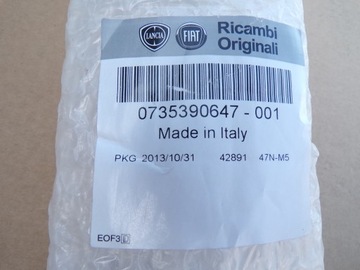 LANCIA FIAT Ricambi
Originali
0735390647 - 001
Made in Italy
PKG 2013/10/31 42891 47N-M5
EOF3 D